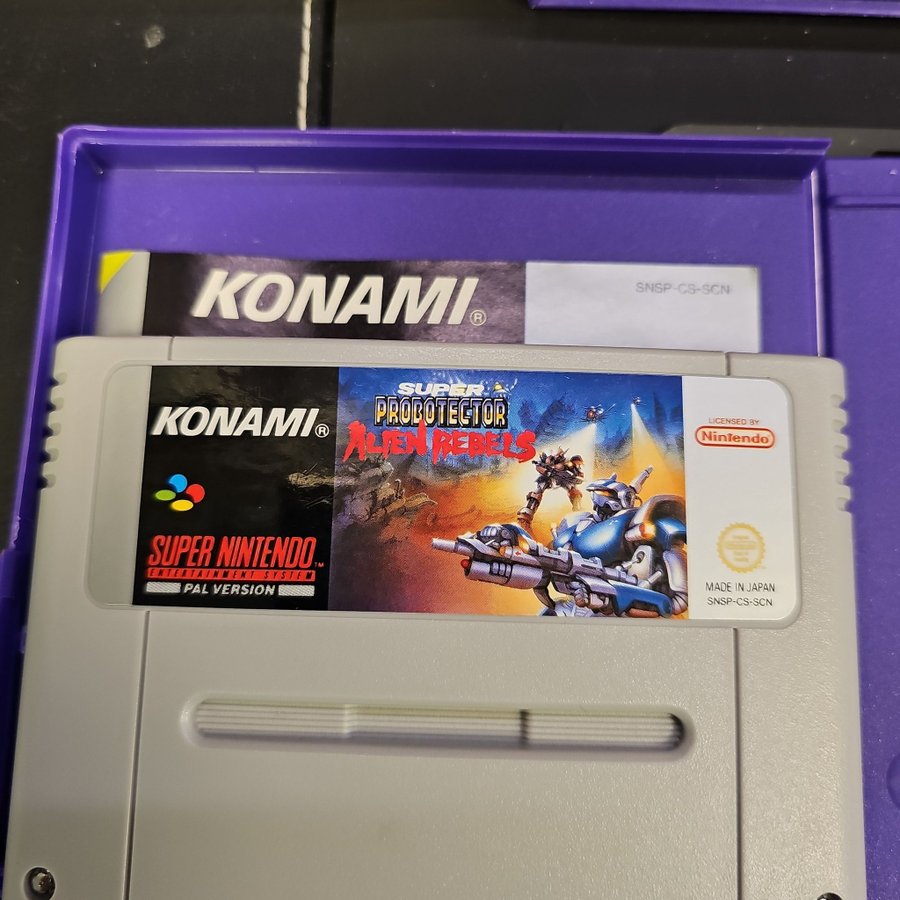 KONAMI®
SNSP-CS-SCN
KONAMI®
SUPER NINTENDO™
ENTERTAINMENT SYSTEM
PAL VERSION
SUPER
PROBOTECTOR
ALIEN REBELS
LICENSED BY
Nintendo
MADE IN JAPAN
SNSP-CS-SCN